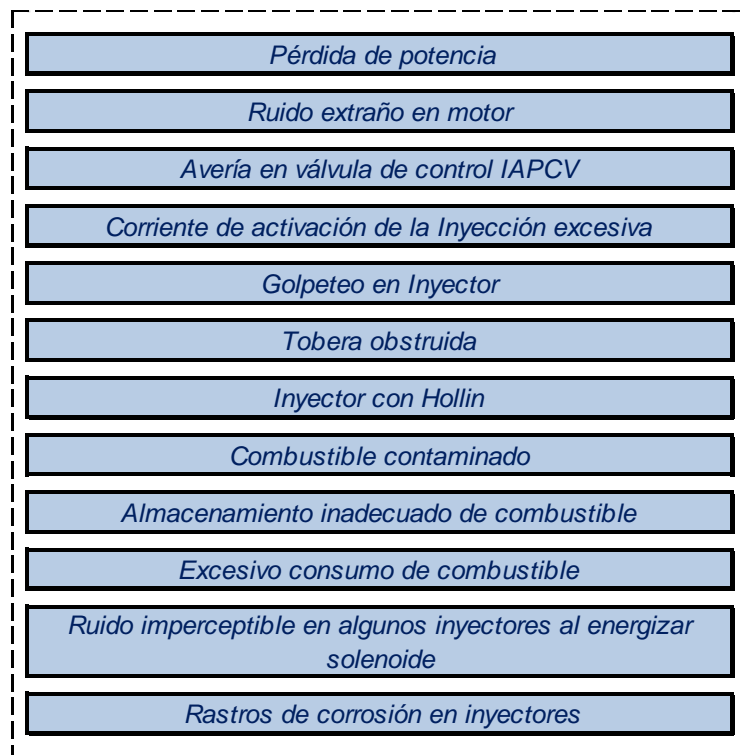 Pérdida de potencia
Ruido extraño en motor
Avería en válvula de control IAPCV
Corriente de activación de la Inyección excesiva
Golpeteo en Inyector
Tobera obstruida
Inyector con Hollin
Combustible contaminado
Almacenamiento inadecuado de combustible
Excesivo consumo de combustible
Ruido imperceptible en algunos inyectores al energizar
solenoide
Rastros de corrosión en inyectores